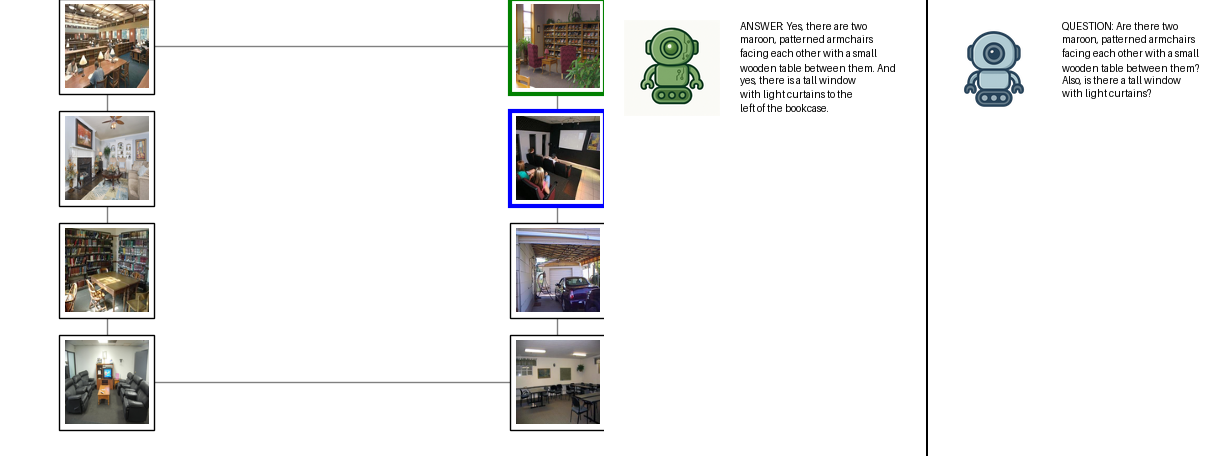 ANSWER: Yes, there are two
maroon, patterned armchairs
facing each other with a small
wooden table between them. And
yes, there is a tall window
with light curtains to the
left of the bookcase.
QUESTION: Are there two
maroon, patterned armchairs
facing each other with a small
wooden table between them?
Also, is there a tall window
with light curtains?